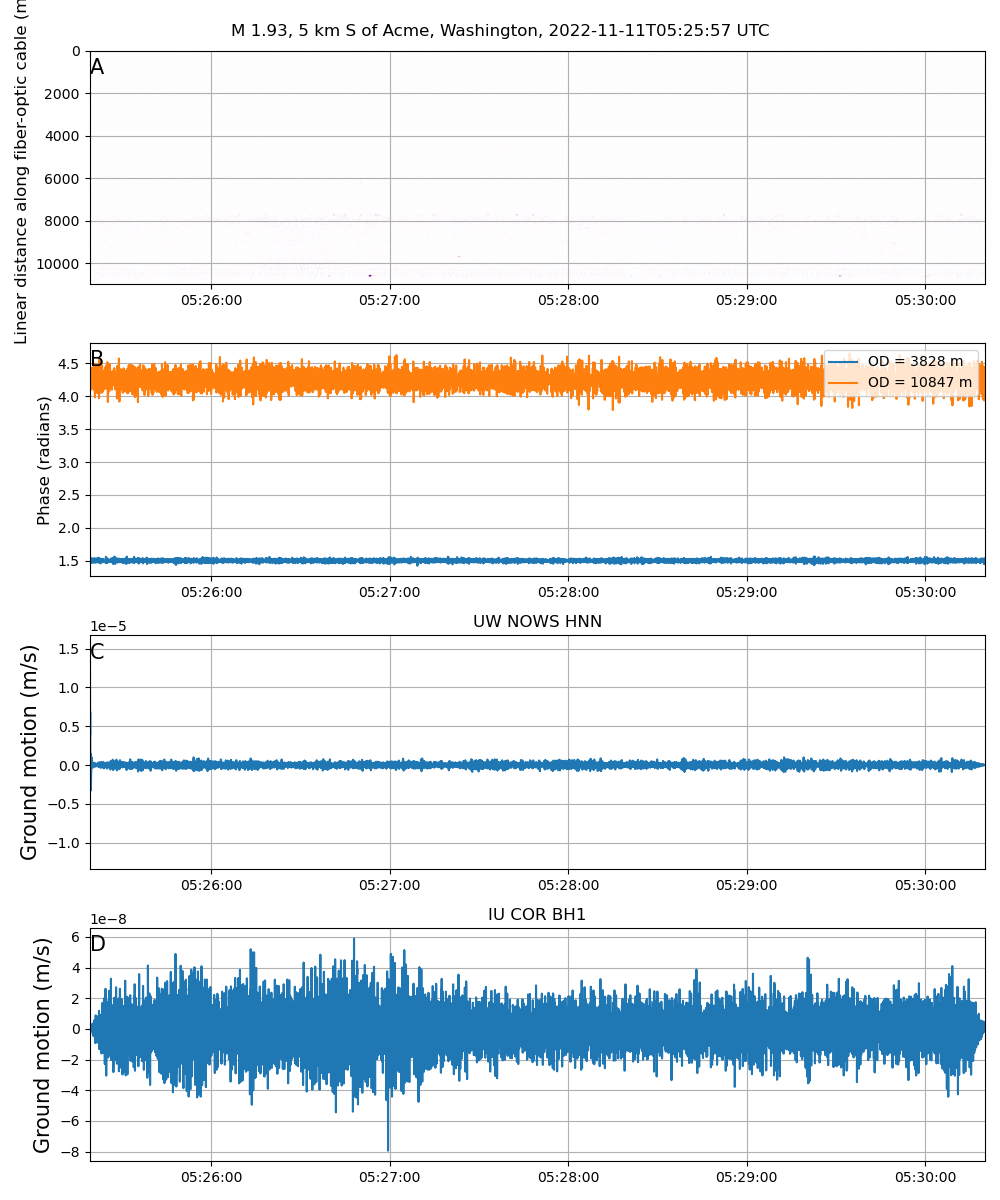 M 1.93, 5 km S of Acme, Washington, 2022-11-11T05:25:57 UTC
A
Linear distance along fiber-optic cable (m
0
2000
4000
6000
8000
10000
05:26:00 05:27:00 05:28:00 05:29:00 05:30:00
B
Phase (radians)
4.5
4.0
3.5
3.0
2.5
2.0
1.5
OD = 3828 m
OD = 10847 m
05:26:00 05:27:00 05:28:00 05:29:00 05:30:00
UW NOWS HNN
1e−5
C
Ground motion (m/s)
1.5
1.0
0.5
0.0
−0.5
−1.0
05:26:00 05:27:00 05:28:00 05:29:00 05:30:00
IU COR BH1
1e−8
D
Ground motion (m/s)
6
4
2
0
−2
−4
−6
−8
05:26:00 05:27:00 05:28:00 05:29:00 05:30:00